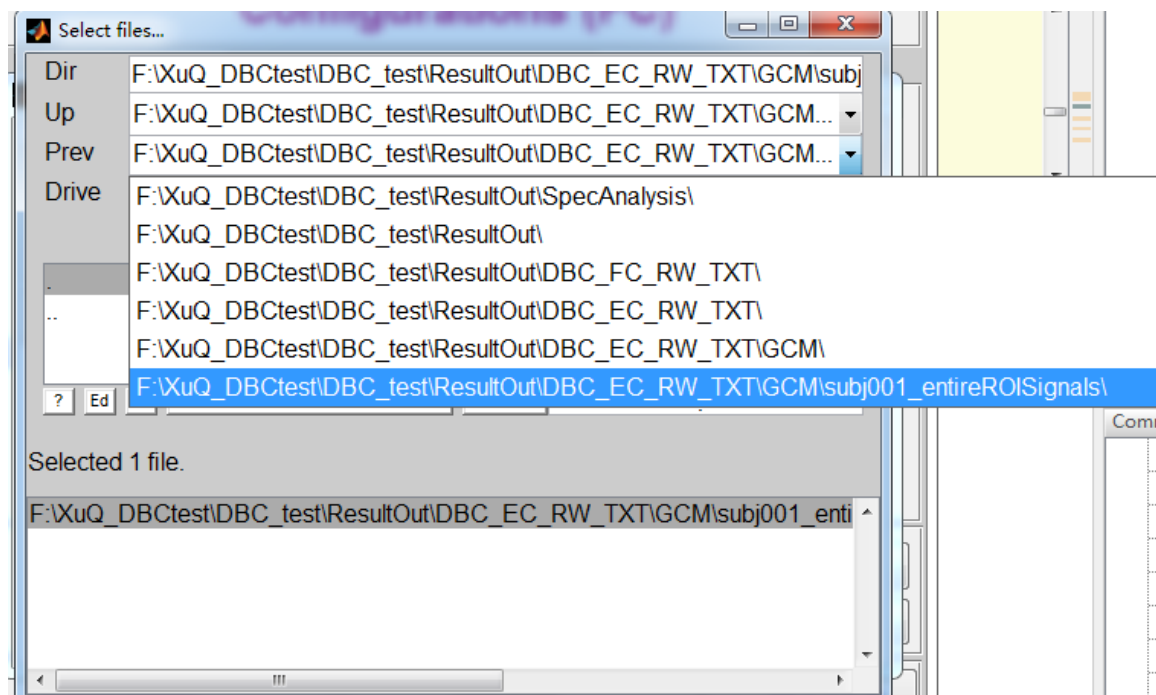 Configurations (FC)
Select files...
Dir F:\XuQ_DBCtest\DBC_test\ResultOut\DBC_EC_RW_TXT\GCM\subj
Up F:\XuQ_DBCtest\DBC_test\ResultOut\DBC_EC_RW_TXT\GCM...
Prev F:\XuQ_DBCtest\DBC_test\ResultOut\DBC_EC_RW_TXT\GCM...
Drive
F:\XuQ_DBCtest\DBC_test\ResultOut\SpecAnalysis\
F:\XuQ_DBCtest\DBC_test\ResultOut\
.
F:\XuQ_DBCtest\DBC_test\ResultOut\DBC_FC_RW_TXT\
..
F:\XuQ_DBCtest\DBC_test\ResultOut\DBC_EC_RW_TXT\
F:\XuQ_DBCtest\DBC_test\ResultOut\DBC_EC_RW_TXT\GCM\
F:\XuQ_DBCtest\DBC_test\ResultOut\DBC_EC_RW_TXT\GCM\subj001_entireROISignals\
? Ed
Com
Selected 1 file.
F:\XuQ_DBCtest\DBC_test\ResultOut\DBC_EC_RW_TXT\GCM\subj001_enti